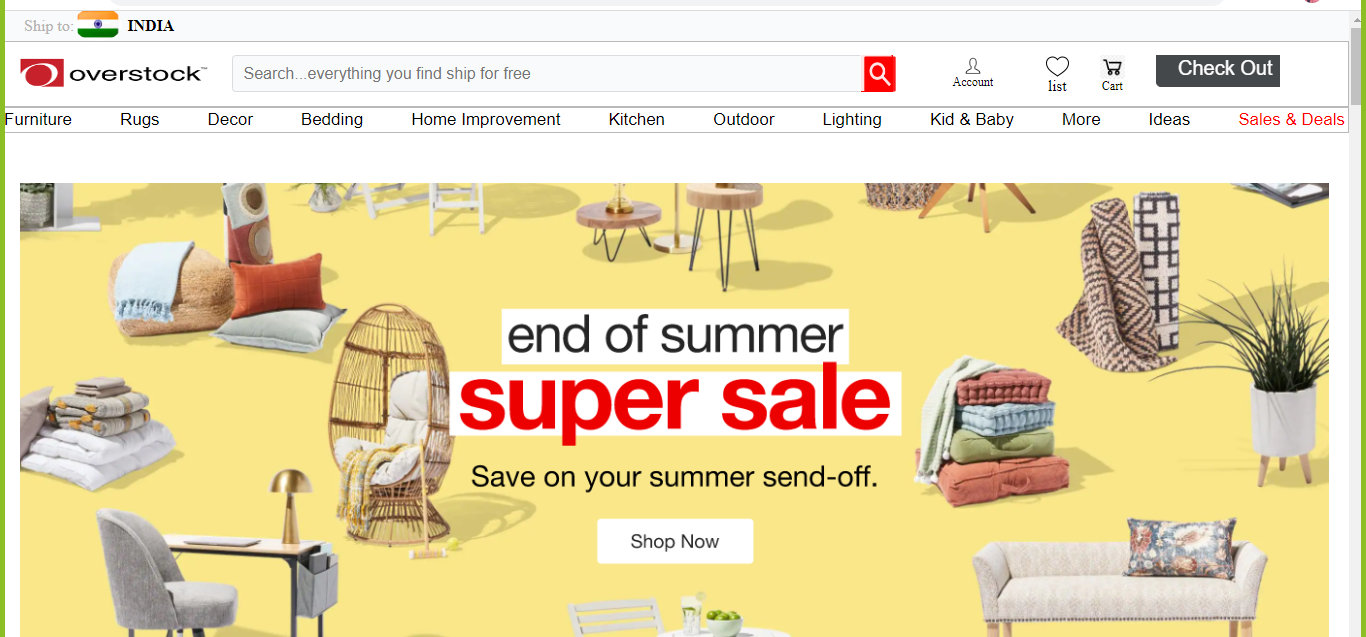 Ship to: INDIA
overstock™
Search...everything you find ship for free
Account
list
Cart
Check Out
Furniture Rugs Decor Bedding Home Improvement Kitchen Outdoor Lighting Kid & Baby More Ideas Sales & Deals
end of summer
super sale
Save on your summer send-off.
Shop Now